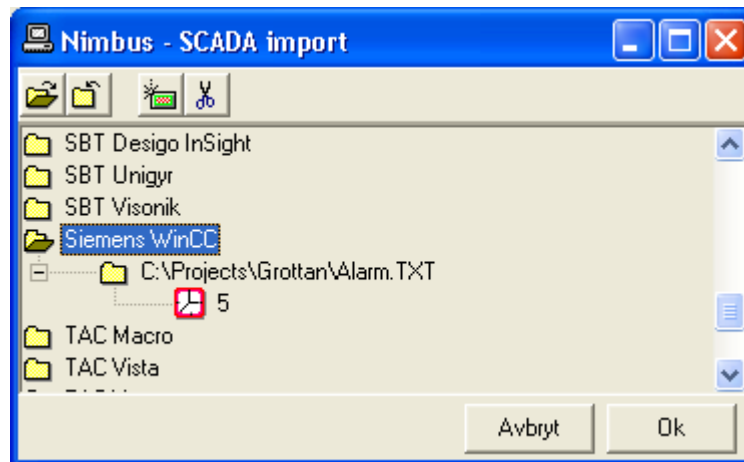 Nimbus - SCADA import
SBT Desigo InSight
SBT Unigyr
SBT Visonik
Siemens WinCC
C:\Projects\Grottan\Alarm.TXT
5
TAC Macro
TAC Vista
Avbryt
Ok